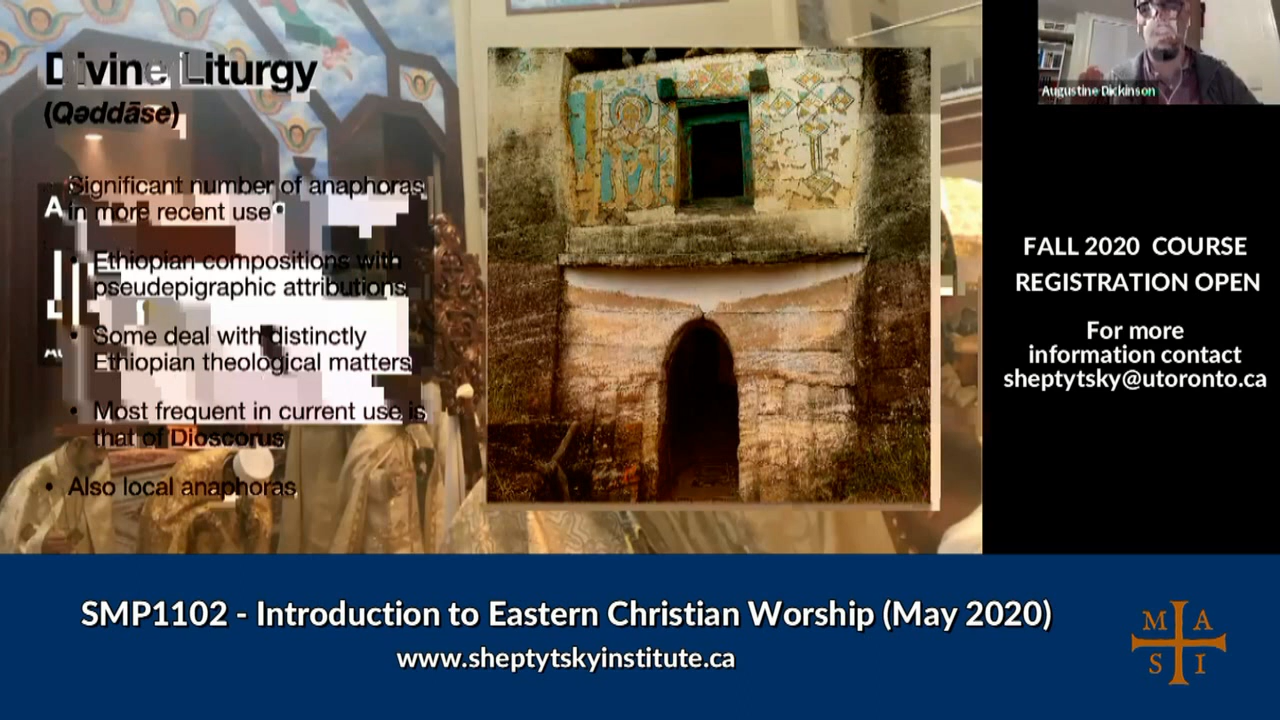 Divine Liturgy
(Qəddāse)
Significant number of anaphoras
in more recent use
• Ethiopian compositions with
pseudepigraphic attributions
• Some deal with distinctly
Ethiopian theological matters
• Most frequent in current use is
that of Dioscorus
• Also local anaphoras
Augustine Dickinson
FALL 2020 COURSE
REGISTRATION OPEN
For more
information contact
sheptytsky@utoronto.ca
SMP1102 - Introduction to Eastern Christian Worship (May 2020)
www.sheptytskyinstitute.ca
M A
S I